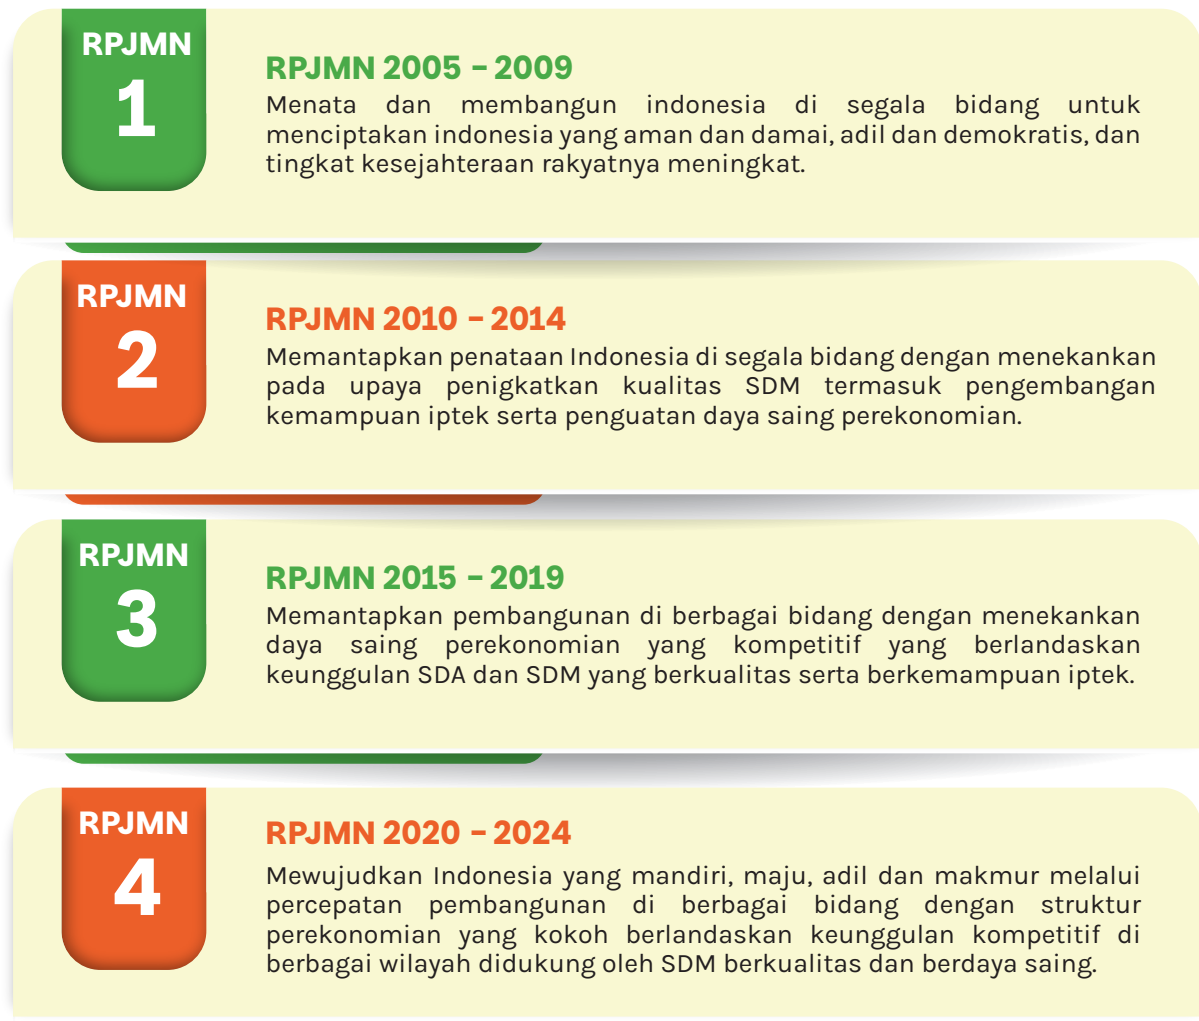 RPJMN
1
RPJMN 2005 – 2009
Menata dan membangun indonesia di segala bidang untuk
menciptakan indonesia yang aman dan damai, adil dan demokratis, dan
tingkat kesejahteraan rakyatnya meningkat.
RPJMN
2
RPJMN 2010 – 2014
Memantapkan penataan Indonesia di segala bidang dengan menekankan
pada upaya penigkatkan kualitas SDM termasuk pengembangan
kemampuan iptek serta penguatan daya saing perekonomian.
RPJMN
3
RPJMN 2015 – 2019
Memantapkan pembangunan di berbagai bidang dengan menekankan
daya saing perekonomian yang kompetitif yang berlandaskan
keunggulan SDA dan SDM yang berkualitas serta berkemampuan iptek.
RPJMN
4
RPJMN 2020 – 2024
Mewujudkan Indonesia yang mandiri, maju, adil dan makmur melalui
percepatan pembangunan di berbagai bidang dengan struktur
perekonomian yang kokoh berlandaskan keunggulan kompetitif di
berbagai wilayah didukung oleh SDM berkualitas dan berdaya saing.